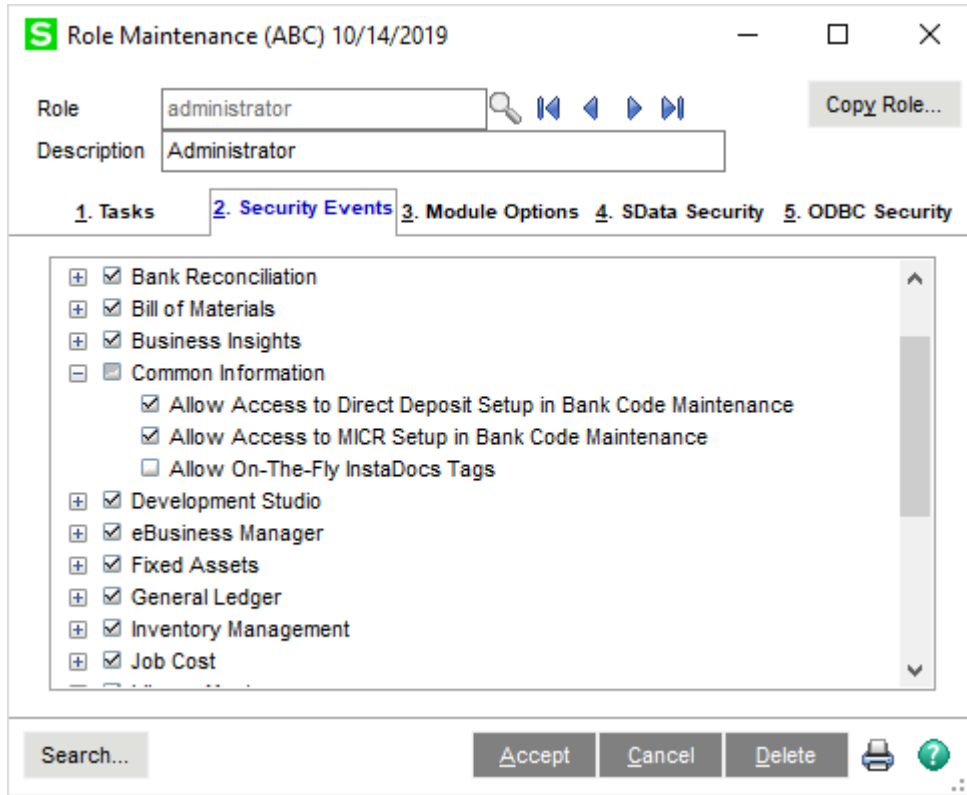 S Role Maintenance (ABC) 10/14/2019
Role administrator Copy Role...
Description Administrator
1. Tasks 2. Security Events 3. Module Options 4. SData Security 5. ODBC Security
Bank Reconciliation
Bill of Materials
Business Insights
Common Information
Allow Access to Direct Deposit Setup in Bank Code Maintenance
Allow Access to MICR Setup in Bank Code Maintenance
Allow On-The-Fly InstaDocs Tags
Development Studio
eBusiness Manager
Fixed Assets
General Ledger
Inventory Management
Job Cost
Search... Accept Cancel Delete ?